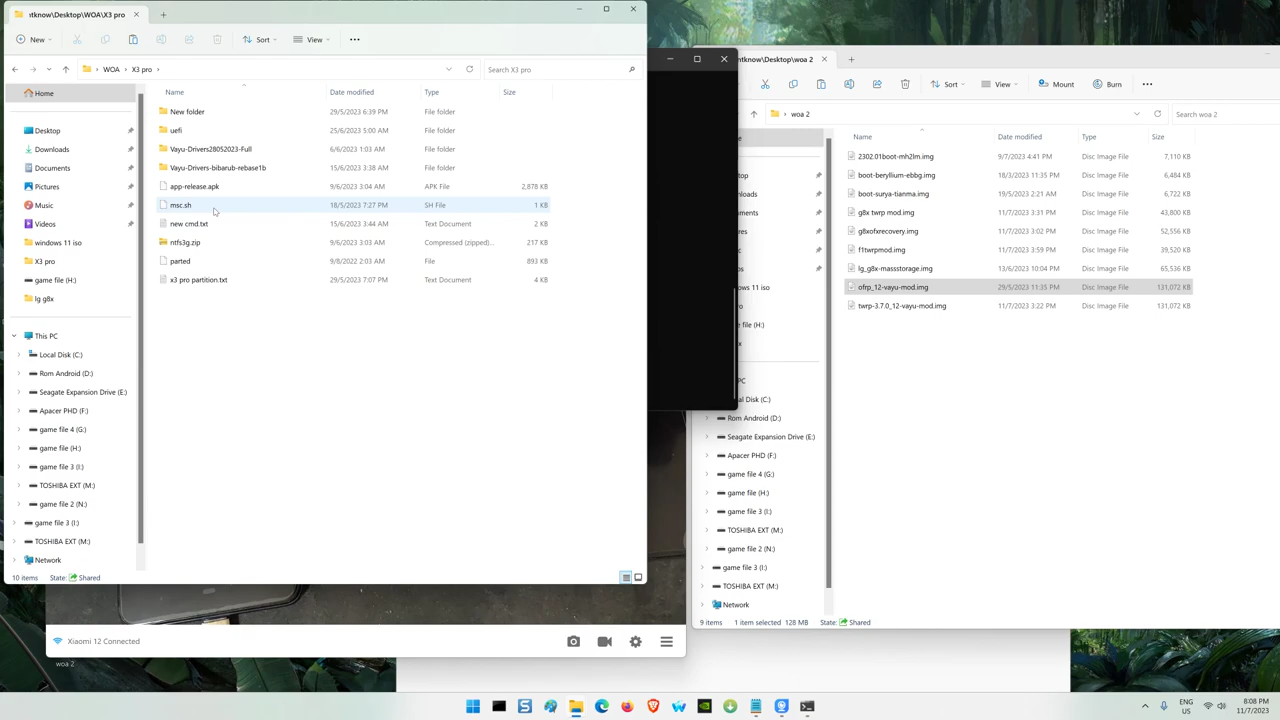 ntknow\Desktop\WOA\X3 pro
New
Sort
View
WOA
X3 pro
Search X3 pro
Home
Desktop
Downloads
Documents
Pictures
Music
Videos
windows 11 iso
X3 pro
game file (H:)
lg g8x
This PC
Local Disk (C:)
Rom Android (D:)
Seagate Expansion Drive (E:)
Apacer PHD (F:)
game file 4 (G:)
game file (H:)
game file 3 (I:)
TOSHIBA EXT (M:)
game file 2 (N:)
game file 3 (I:)
TOSHIBA EXT (M:)
Network
Name Date modified Type Size
New folder 29/5/2023 6:39 PM File folder
uefi 25/6/2023 5:00 AM File folder
Vayu-Drivers28052023-Full 6/6/2023 1:03 AM File folder
Vayu-Drivers-bibarub-rebase1b 15/6/2023 3:38 AM File folder
app-release.apk 9/6/2023 3:04 AM APK File 2,878 KB
msc.sh 18/5/2023 7:27 PM SH File 1 KB
new cmd.txt 15/6/2023 3:44 AM Text Document 2 KB
ntfs3g.zip 9/6/2023 3:03 AM Compressed (zipped)... 217 KB
parted 9/8/2022 2:03 AM File 893 KB
x3 pro partition.txt 29/5/2023 7:07 PM Text Document 4 KB
10 items State: Shared
ntknow\Desktop\woa 2
Sort
View
Mount
Burn
woa 2
Search woa 2
top
nloads
ments
res
c
os
ows 11 iso
ro
e file (H:)
x
PC
al Disk (C:)
Rom Android (D:)
Seagate Expansion Drive (E:)
Apacer PHD (F:)
game file 4 (G:)
game file (H:)
game file 3 (I:)
TOSHIBA EXT (M:)
game file 2 (N:)
game file 3 (I:)
TOSHIBA EXT (M:)
Network
Name Date modified Type Size
2302.01boot-mh2lm.img 9/7/2023 4:41 PM Disc Image File 7,110 KB
boot-beryllium-ebbg.img 18/3/2023 11:35 PM Disc Image File 6,484 KB
boot-surya-tianma.img 19/5/2023 2:21 AM Disc Image File 6,722 KB
g8x twrp mod.img 11/7/2023 3:31 PM Disc Image File 43,800 KB
g8xofxrecovery.img 11/7/2023 3:02 PM Disc Image File 52,556 KB
f1twrpmod.img 11/7/2023 3:59 PM Disc Image File 39,520 KB
lg_g8x-massstorage.img 13/6/2023 10:04 PM Disc Image File 65,536 KB
ofrp_12-vayu-mod.img 29/5/2023 11:35 PM Disc Image File 131,072 KB
twrp-3.7.0_12-vayu-mod.img 11/7/2023 3:22 PM Disc Image File 131,072 KB
9 items 1 item selected 128 MB State: Shared
Xiaomi 12 Connected
woa 2
ENG
US
8:08 PM
11/7/2023